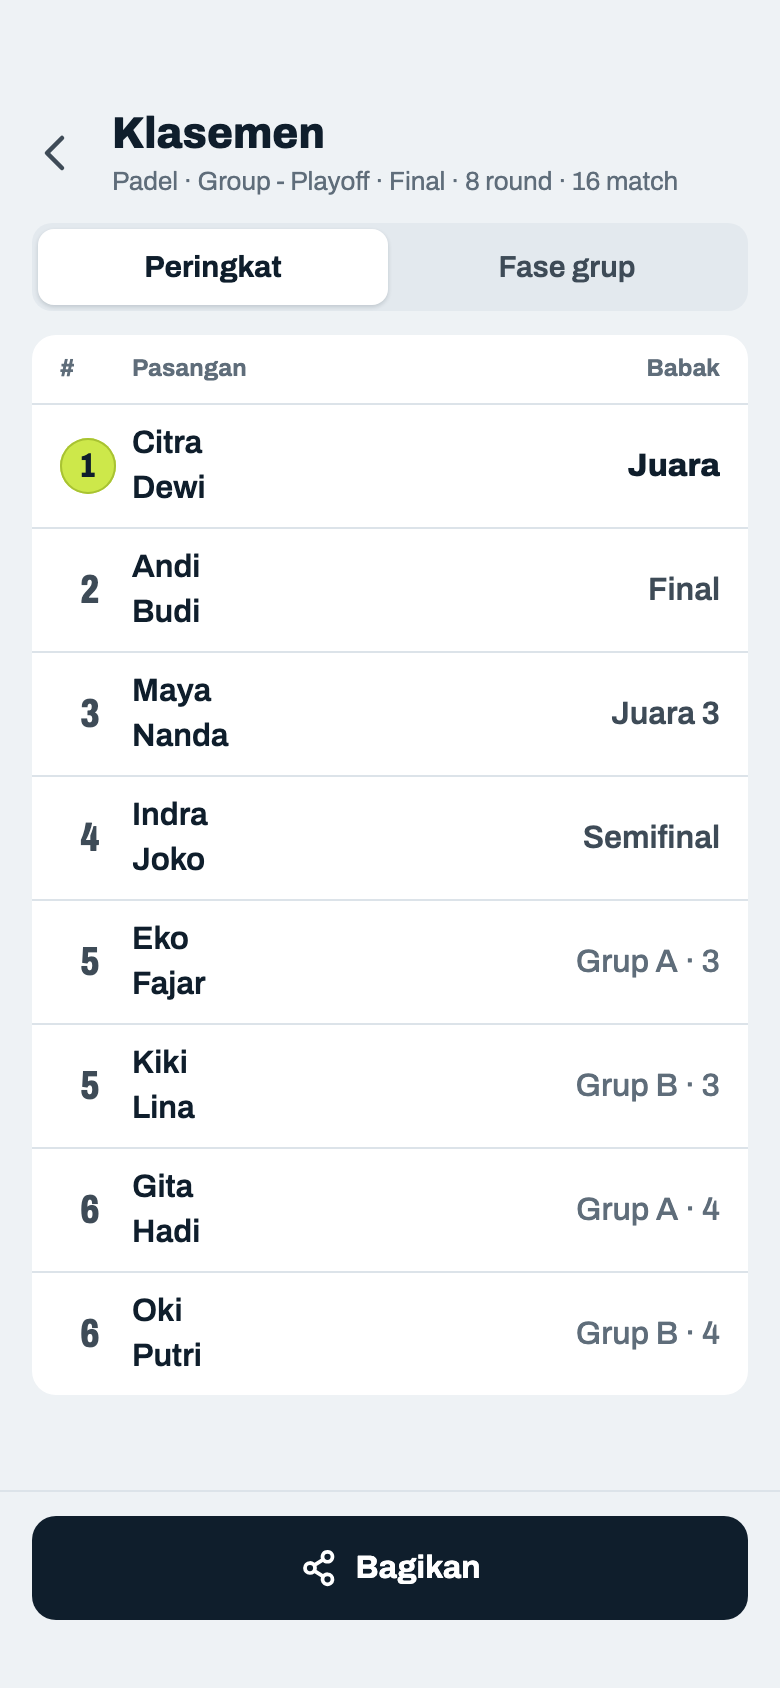 Klasemen
Padel · Group - Playoff · Final · 8 round · 16 match
Peringkat Fase grup
# Pasangan Babak
1 Citra Dewi Juara
2 Andi Budi Final
3 Maya Nanda Juara 3
4 Indra Joko Semifinal
5 Eko Fajar Grup A · 3
5 Kiki Lina Grup B · 3
6 Gita Hadi Grup A · 4
6 Oki Putri Grup B · 4
Bagikan